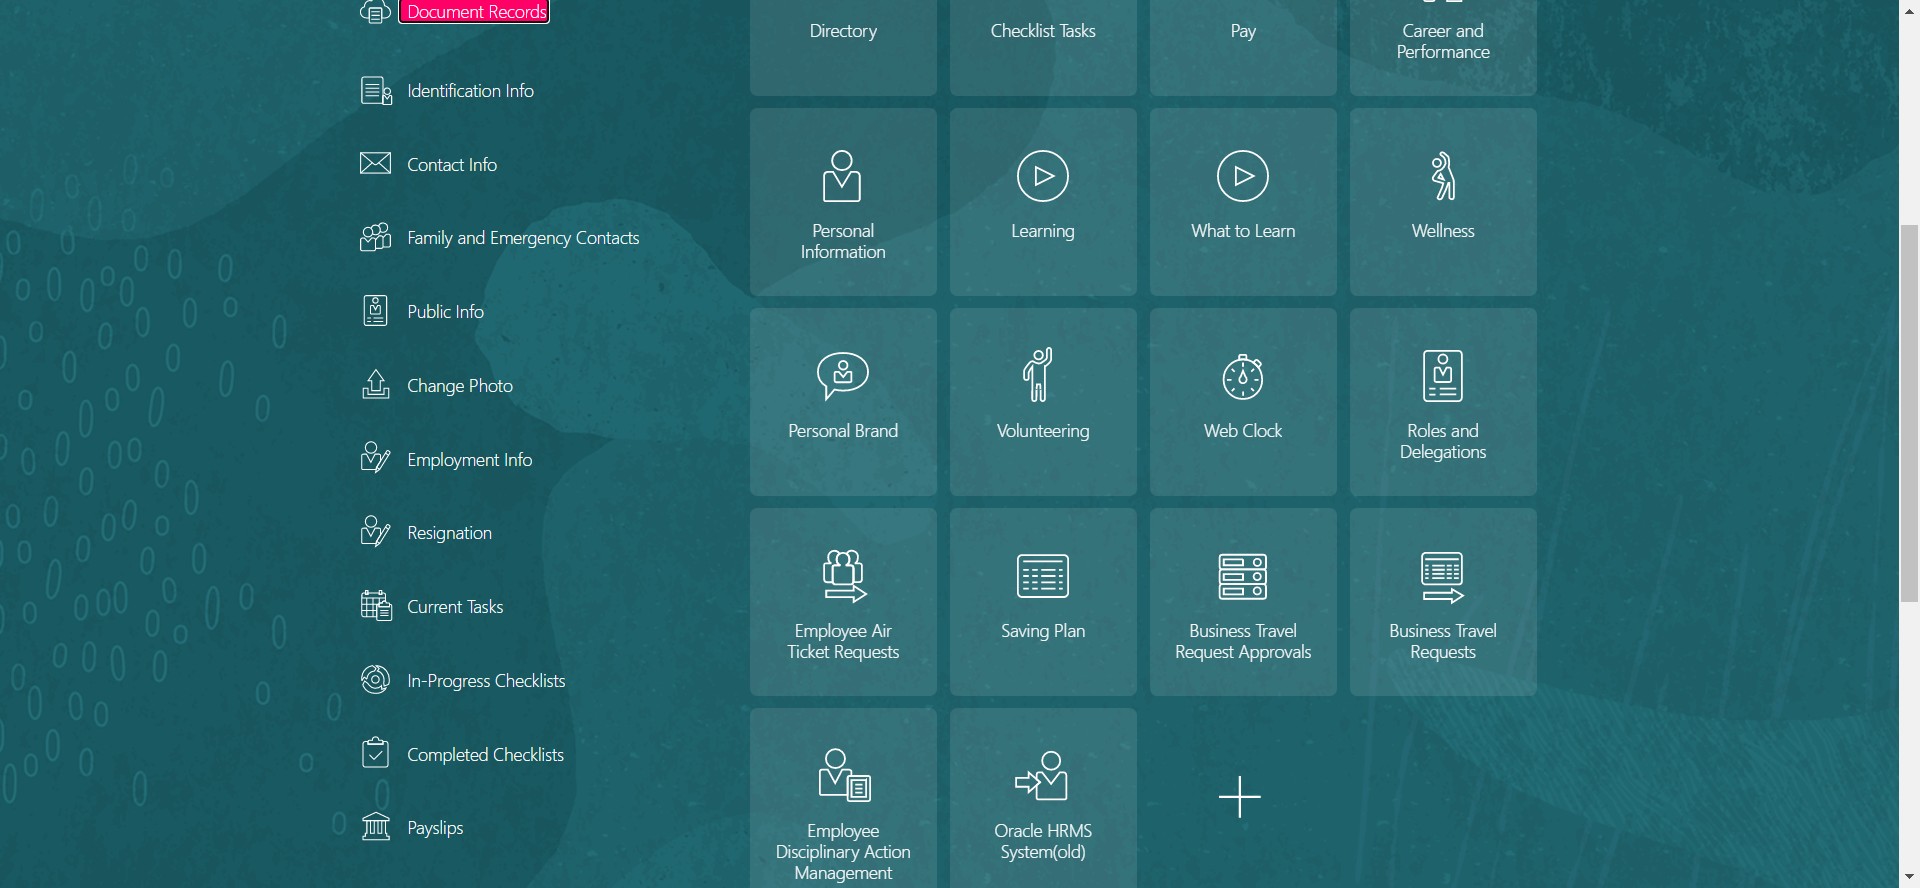 Document Records
Identification Info
Contact Info
Family and Emergency Contacts
Public Info
Change Photo
Employment Info
Resignation
Current Tasks
In-Progress Checklists
Completed Checklists
Payslips
Directory
Checklist Tasks
Pay
Career and
Performance
Personal
Information
Learning
What to Learn
Wellness
Personal Brand
Volunteering
Web Clock
Roles and
Delegations
Employee Air
Ticket Requests
Saving Plan
Business Travel
Request Approvals
Business Travel
Requests
Employee
Disciplinary Action
Management
Oracle HRMS
System(old)